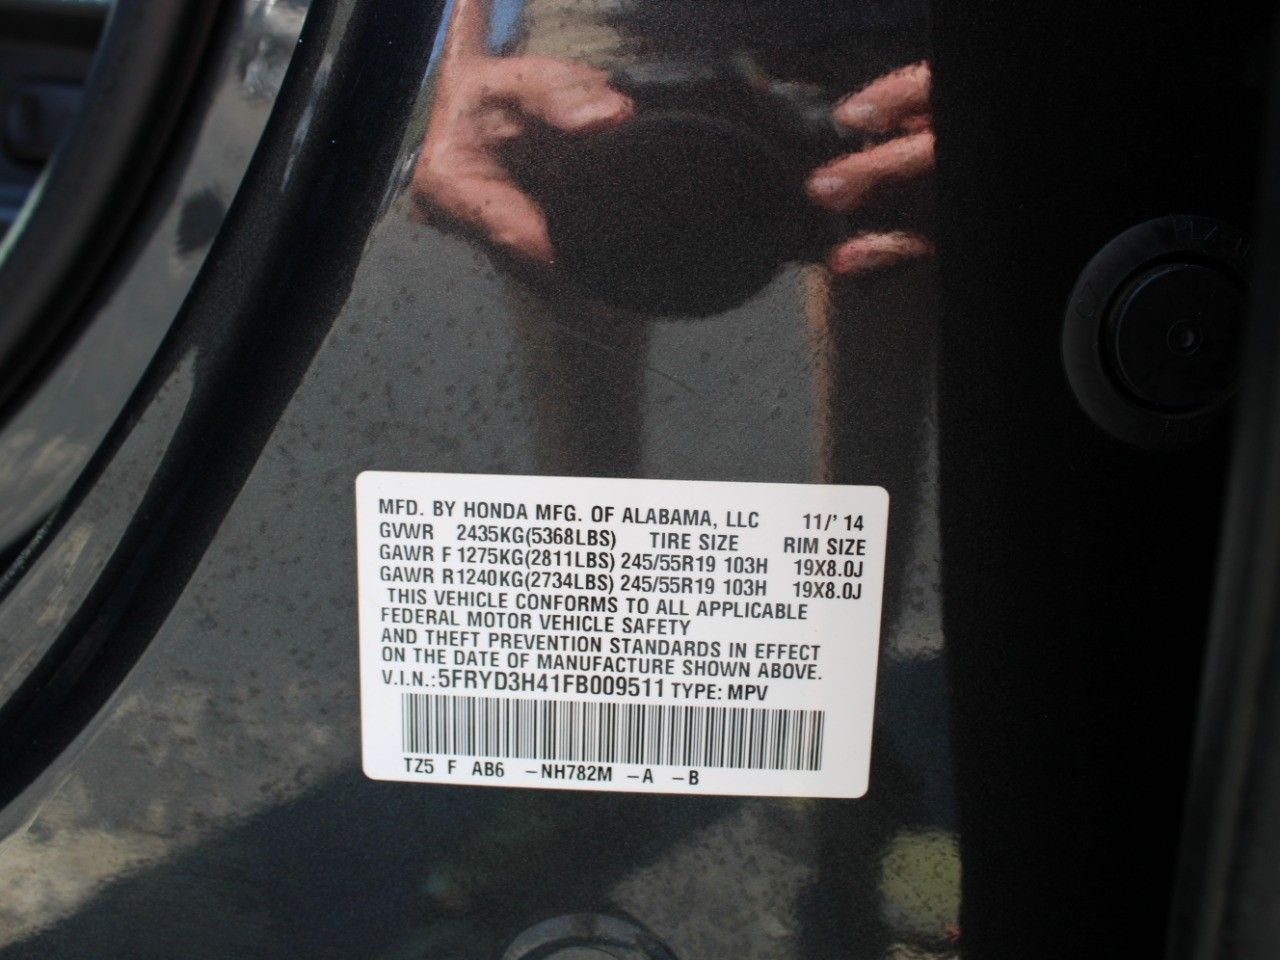 MFD. BY HONDA MFG. OF ALABAMA, LLC 11/' 14
GVWR 2435KG(5368LBS) TIRE SIZE RIM SIZE
GAWR F 1275KG(2811LBS) 245/55R19 103H 19X8.0J
GAWR R1240KG(2734LBS) 245/55R19 103H 19X8.0J
THIS VEHICLE CONFORMS TO ALL APPLICABLE
FEDERAL MOTOR VEHICLE SAFETY
AND THEFT PREVENTION STANDARDS IN EFFECT
ON THE DATE OF MANUFACTURE SHOWN ABOVE.
V.I.N.:5FRYD3H41FB009511 TYPE: MPV
TZ5 F AB6 -NH782M -A -B